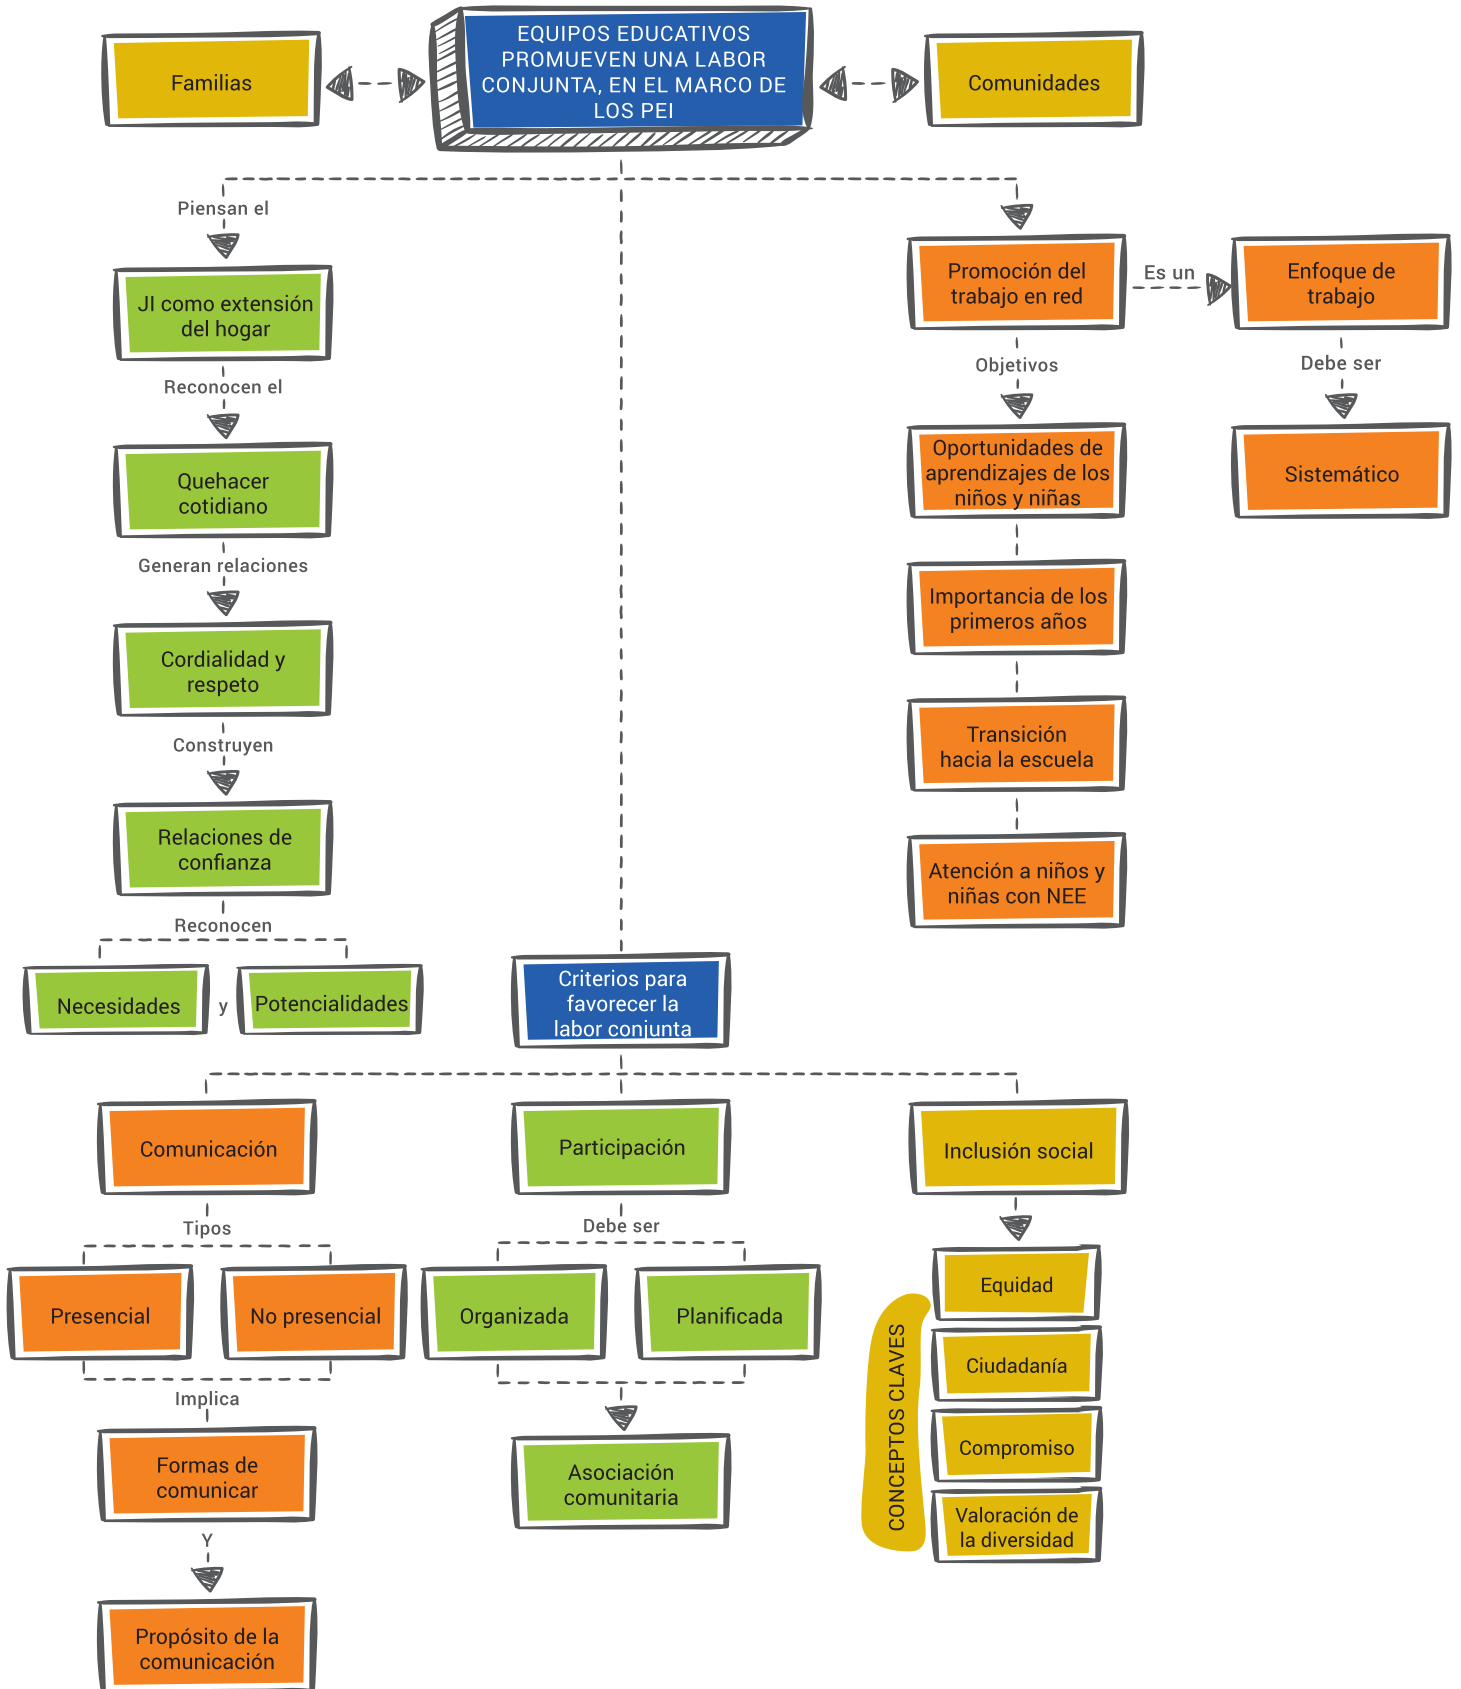 Familias
EQUIPOS EDUCATIVOS
PROMUEVEN UNA LABOR
CONJUNTA, EN EL MARCO DE
LOS PEI
Comunidades
Piensan el
JI como extensión
del hogar
Reconocen el
Quehacer
cotidiano
Generan relaciones
Cordialidad y
respeto
Construyen
Relaciones de
confianza
Reconocen
Necesidades
y
Potencialidades
Promoción del
trabajo en red
Es un
Enfoque de
trabajo
Objetivos
Debe ser
Oportunidades de
aprendizajes de los
niños y niñas
Sistemático
Importancia de los
primeros años
Transición
hacia la escuela
Atención a niños y
niñas con NEE
Criterios para
favorecer la
labor conjunta
Comunicación
Tipos
Presencial
No presencial
Implica
Formas de
comunicar
Y
Propósito de la
comunicación
Participación
Debe ser
Organizada
Planificada
Asociación
comunitaria
Inclusión social
CONCEPTOS CLAVES
Equidad
Ciudadanía
Compromiso
Valoración de
la diversidad